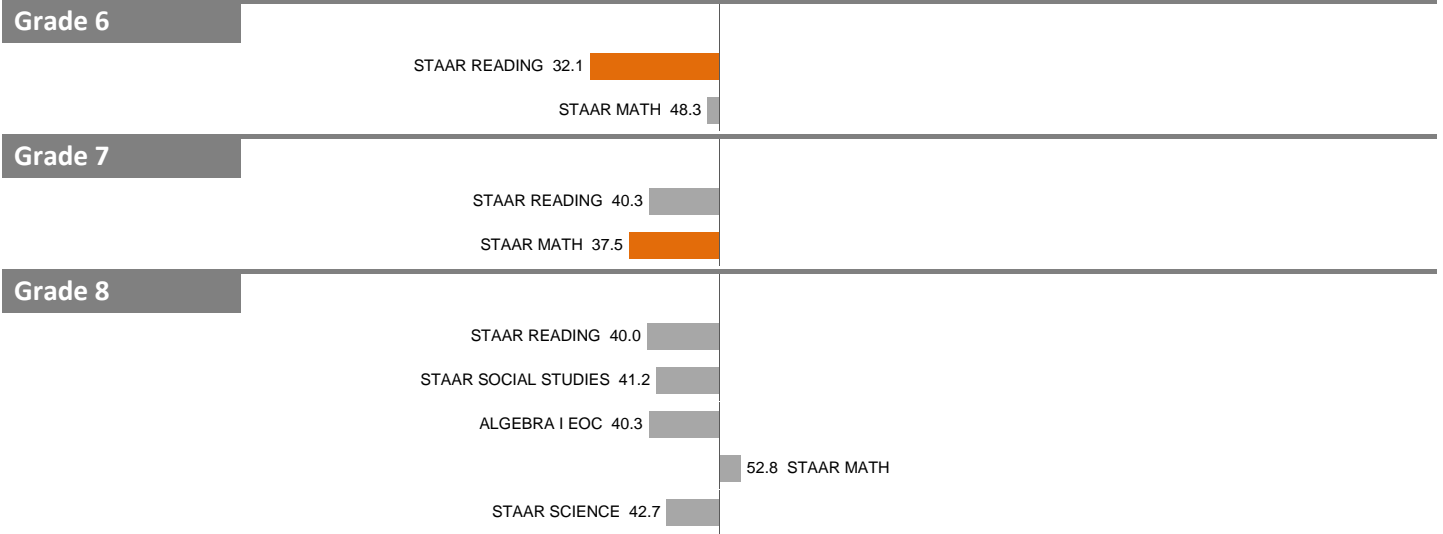 Grade 6
STAAR READING 32.1
STAAR MATH 48.3
Grade 7
STAAR READING 40.3
STAAR MATH 37.5
Grade 8
STAAR READING 40.0
STAAR SOCIAL STUDIES 41.2
ALGEBRA I EOC 40.3
52.8 STAAR MATH
STAAR SCIENCE 42.7